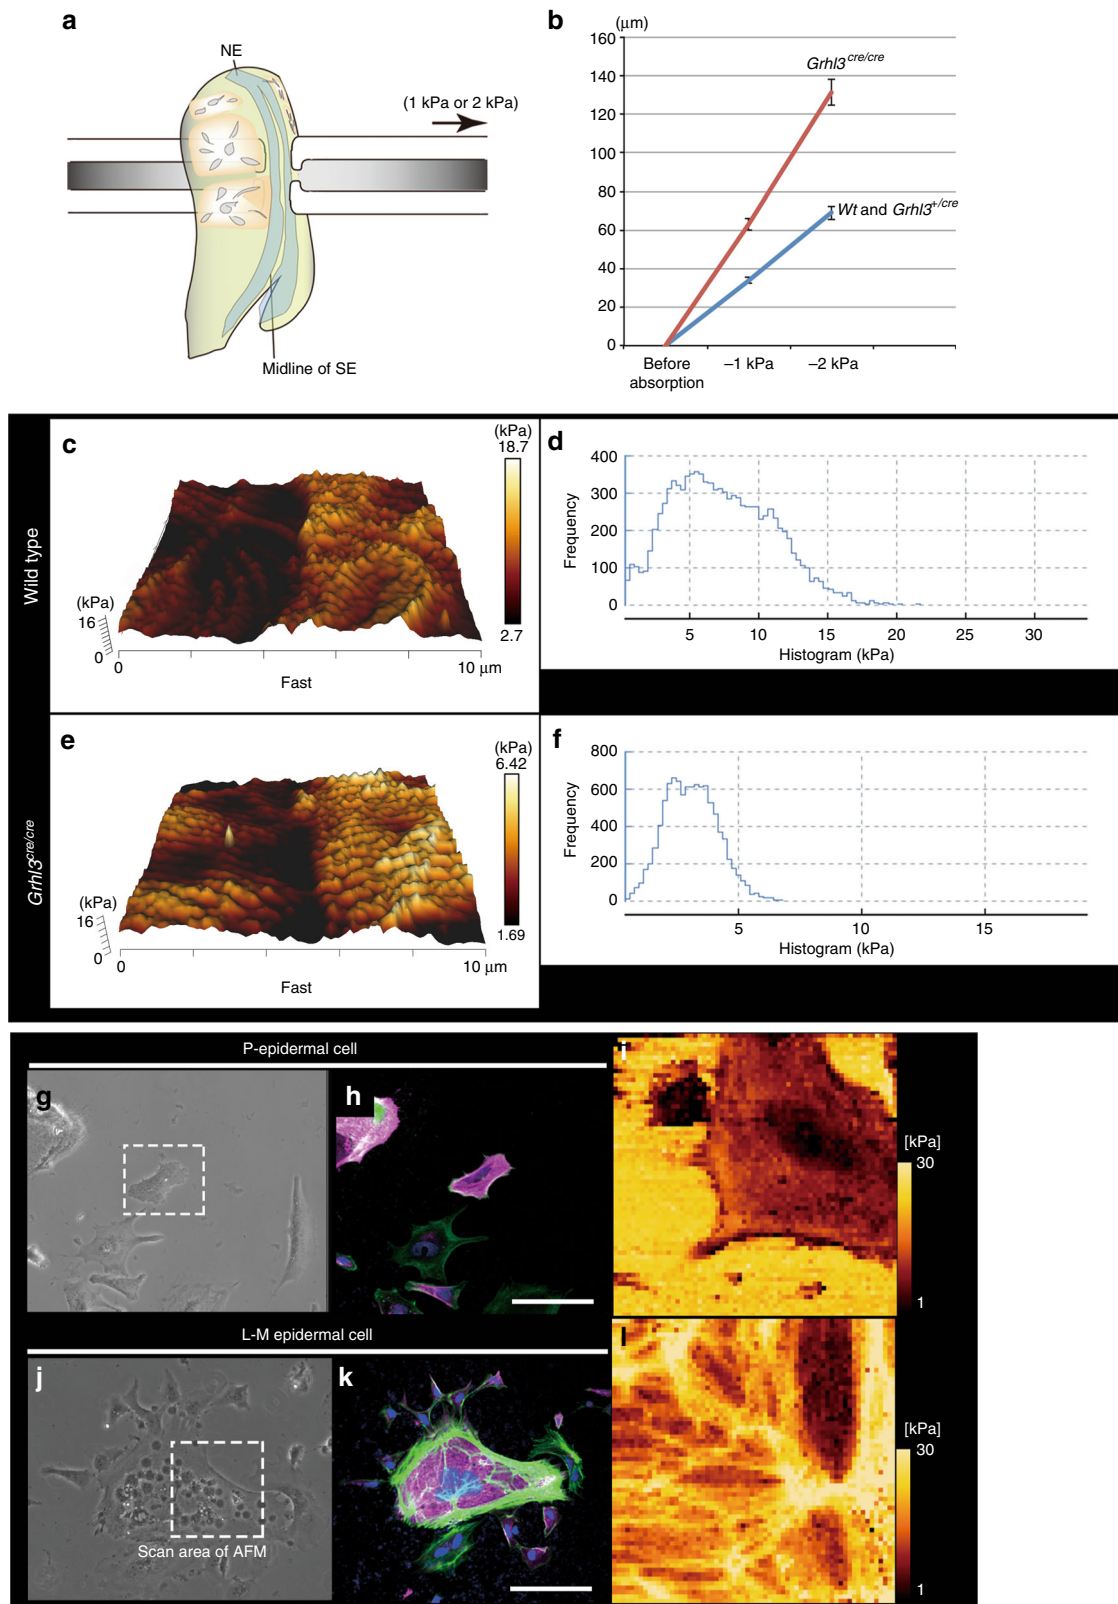 a
NE
(1 kPa or 2 kPa)
Midline of SE
b
(μm)
160
140
120
100
80
60
40
20
0
Grhl3cre/cre
Wt and Grhl3+/cre
Before absorption
–1 kPa
–2 kPa
Wild type
c
(kPa)
18.7
2.7
(kPa)
16
0
0
10 μm
Fast
d
400
300
200
100
0
Frequency
5
10
15
20
25
30
Histogram (kPa)
Grhl3cre/cre
e
(kPa)
6.42
1.69
(kPa)
16
0
0
10 μm
Fast
f
800
600
400
200
0
Frequency
5
10
15
Histogram (kPa)
P-epidermal cell
g
h
i
[kPa]
30
1
L-M epidermal cell
j
Scan area of AFM
k
l
[kPa]
30
1